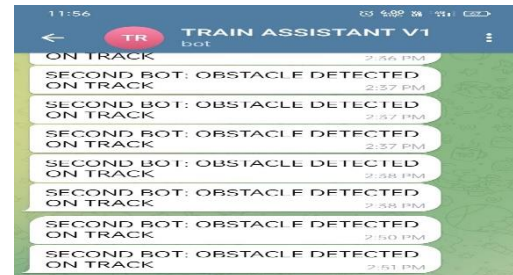 11:56
TR
TRAIN ASSISTANT V1
bot
ON TRACK
2:36 PM
SECOND BOT: OBSTACLE DETECTED
ON TRACK
2:37 PM
SECOND BOT: OBSTACLE DETECTED
ON TRACK
2:37 PM
SECOND BOT: OBSTACLE DETECTED
ON TRACK
2:37 PM
SECOND BOT: OBSTACLE DETECTED
ON TRACK
2:38 PM
SECOND BOT: OBSTACLE DETECTED
ON TRACK
2:38 PM
SECOND BOT: OBSTACLE DETECTED
ON TRACK
2:50 PM
SECOND BOT: OBSTACLE DETECTED
ON TRACK
2:51 PM